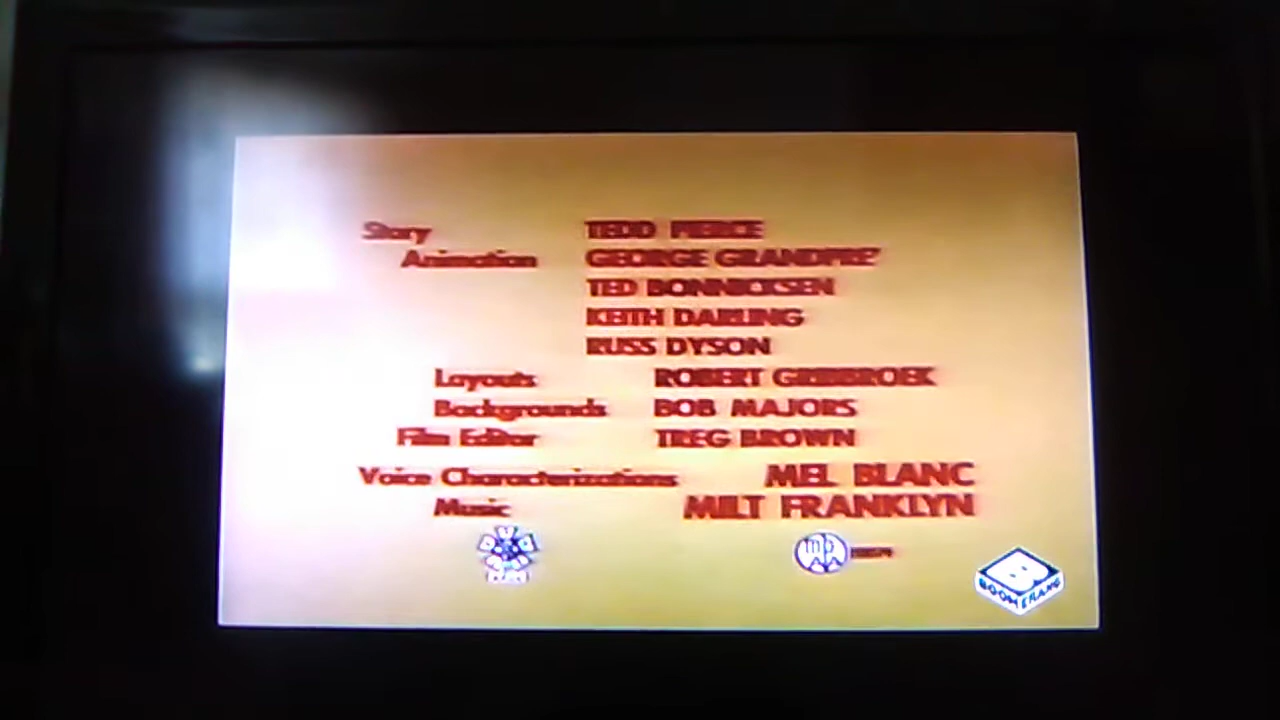 Story TEDD PIERCE
Animation GEORGE GRANDPRE'
TED BONNICKSEN
KEITH DARLING
RUSS DYSON
Layouts ROBERT GRIBBROEK
Backgrounds BOB MAJORS
Film Editor TREG BROWN
Voice Characterizations MEL BLANC
Music MILT FRANKLYN
BOOMERANG